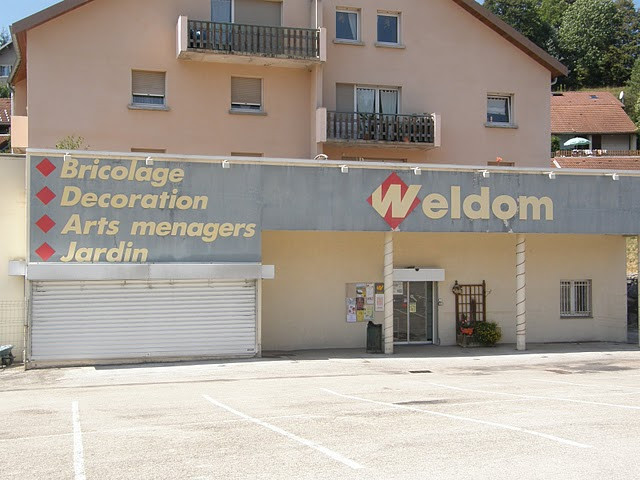 Bricolage
Decoration
Arts menagers
Jardin
Weldom